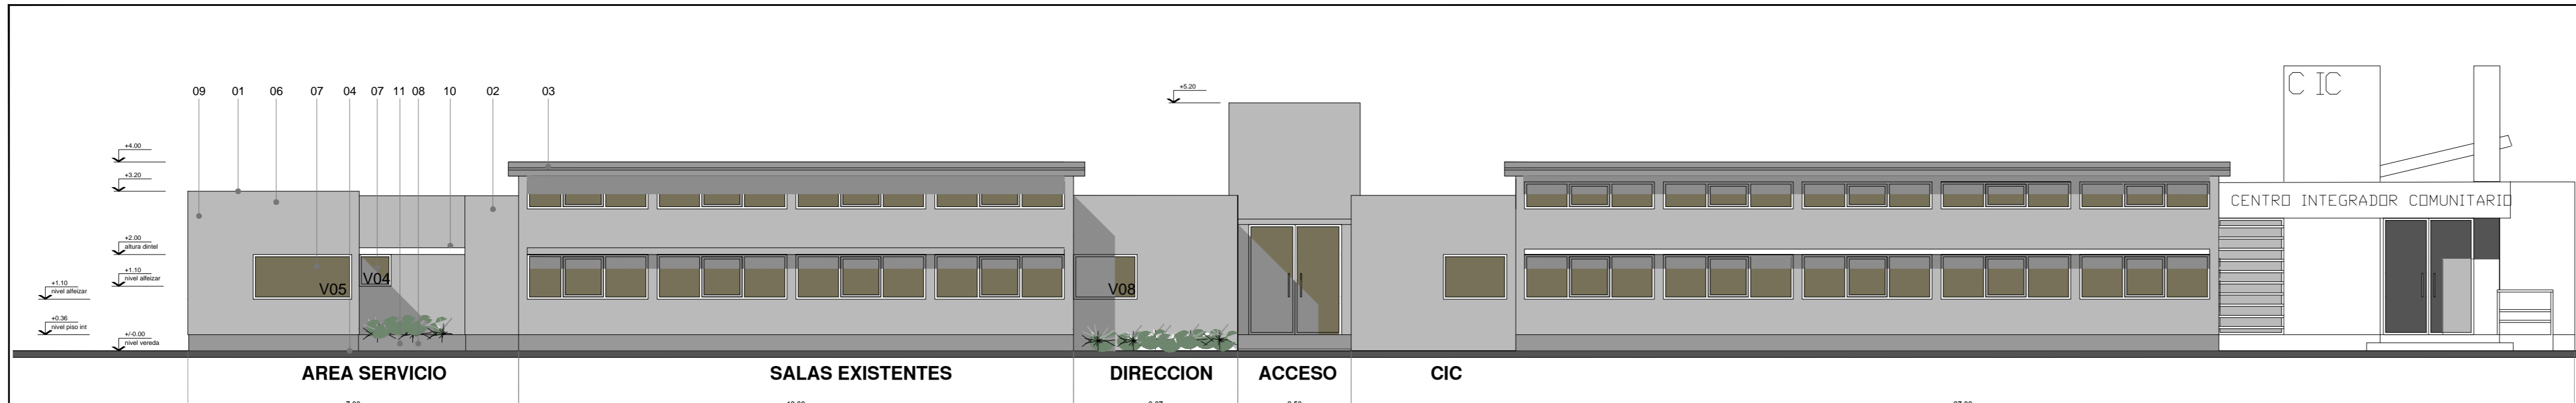 C IC
+5.20
09 01 06 07 04 07 11 08 10 02 03
+4.00
+3.20
CENTRO INTEGRADOR COMUNITARIO
+2.00
altura dintel
+1.10
nivel alfeizar
+1.10
nivel alfeizar
V04
V05
V08
+0.36
nivel piso int
+/-0.00
nivel vereda
AREA SERVICIO SALAS EXISTENTES DIRECCION ACCESO CIC